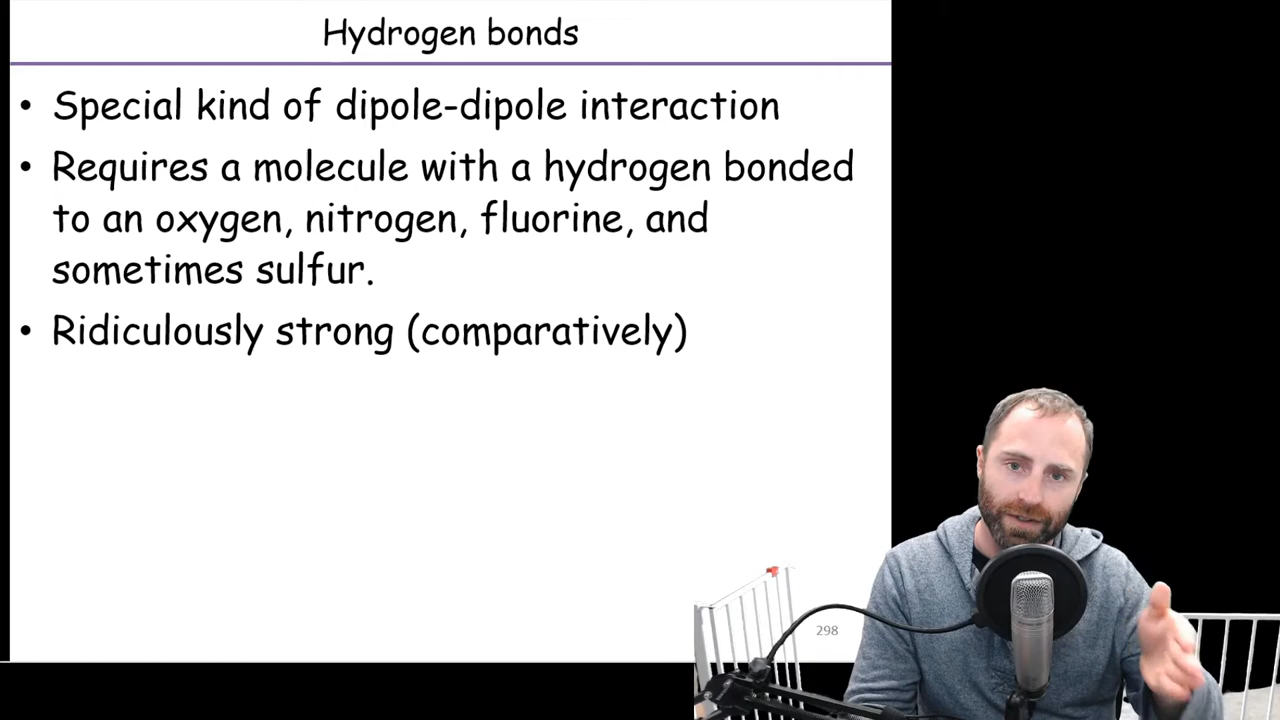 Hydrogen bonds
• Special kind of dipole-dipole interaction
• Requires a molecule with a hydrogen bonded
to an oxygen, nitrogen, fluorine, and
sometimes sulfur.
• Ridiculously strong (comparatively)
298